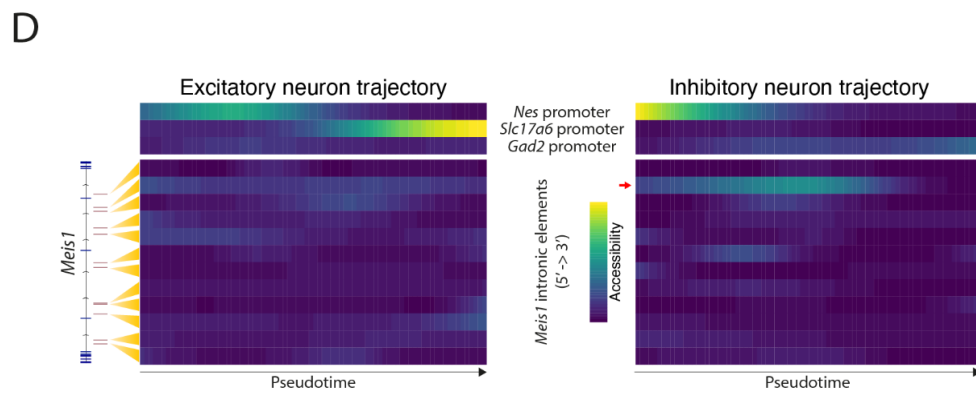 D
Excitatory neuron trajectory
Inhibitory neuron trajectory
Nes promoter
Slc17a6 promoter
Gad2 promoter
Meis1
Meis1 intronic elements
(5' -> 3')
Accessibility
Pseudotime
Pseudotime